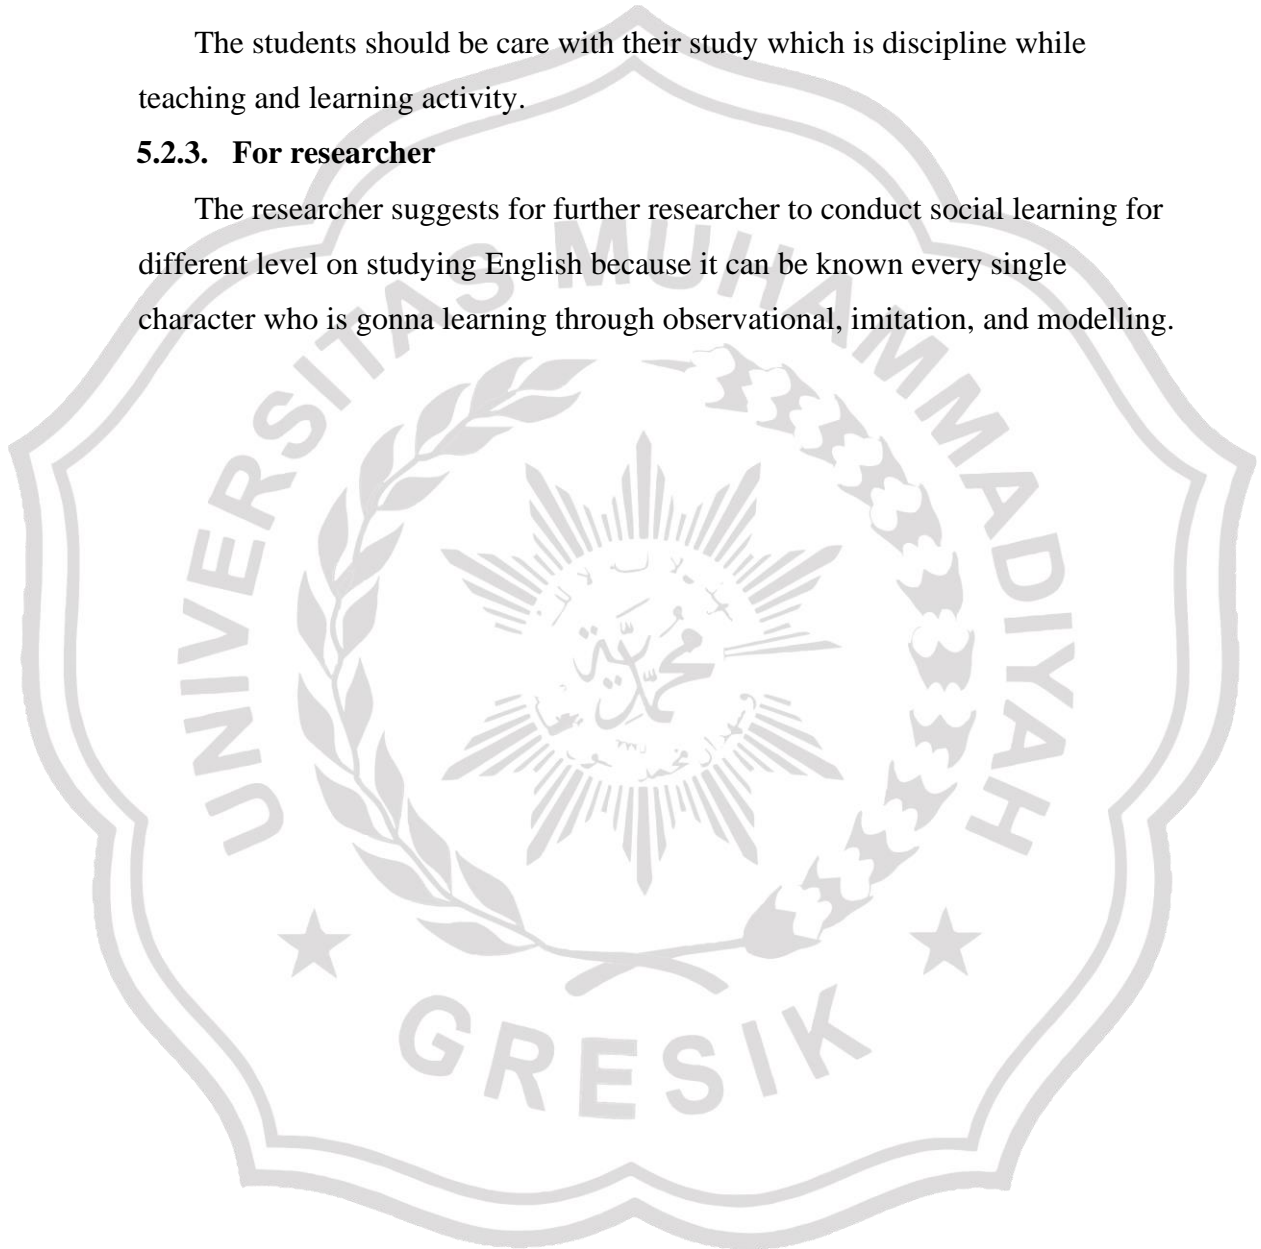 The students should be care with their study which is discipline while
teaching and learning activity.
5.2.3. For researcher
The researcher suggests for further researcher to conduct social learning for
different level on studying English because it can be known every single
character who is gonna learning through observational, imitation, and modelling.
UNIVERSITAS MUHAMMADIYAH
محمدية
GRESIK